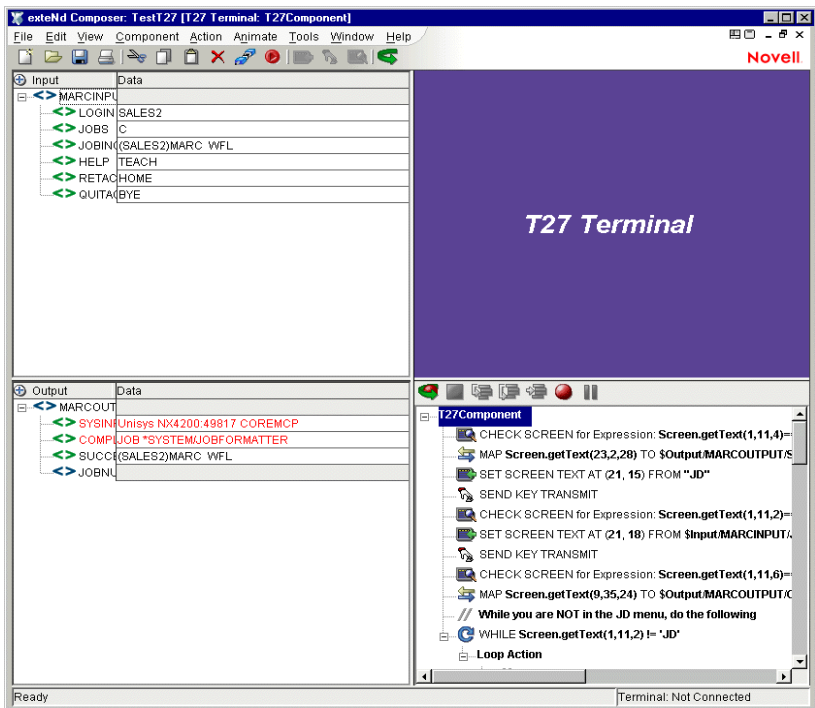 exteNd Composer: TestT27 [T27 Terminal: T27Component]
File Edit View Component Action Animate Tools Window Help
Novell
Input Data
MARCINPU
LOGIN SALES2
JOBS C
JOBIN( (SALES2)MARC WFL
HELP TEACH
RETAC HOME
QUITA( BYE
T27 Terminal
Output Data
MARCOUT
SYSINF Unisys NX4200:49817 COREMCP
COMPL JOB *SYSTEM/JOBFORMATTER
SUCCE (SALES2)MARC WFL
JOBNU
T27Component
CHECK SCREEN for Expression: Screen.getText(1,11,4)==
MAP Screen.getText(23,2,28) TO $Output/MARCOUTPUT/S
SET SCREEN TEXT AT (21, 15) FROM "JD"
SEND KEY TRANSMIT
CHECK SCREEN for Expression: Screen.getText(1,11,2)==
SET SCREEN TEXT AT (21, 18) FROM $Input/MARCINPUT/J
SEND KEY TRANSMIT
CHECK SCREEN for Expression: Screen.getText(1,11,6)==
MAP Screen.getText(9,35,24) TO $Output/MARCOUTPUT/C
// While you are NOT in the JD menu, do the following
WHILE Screen.getText(1,11,2) != 'JD'
Loop Action
Ready
Terminal: Not Connected